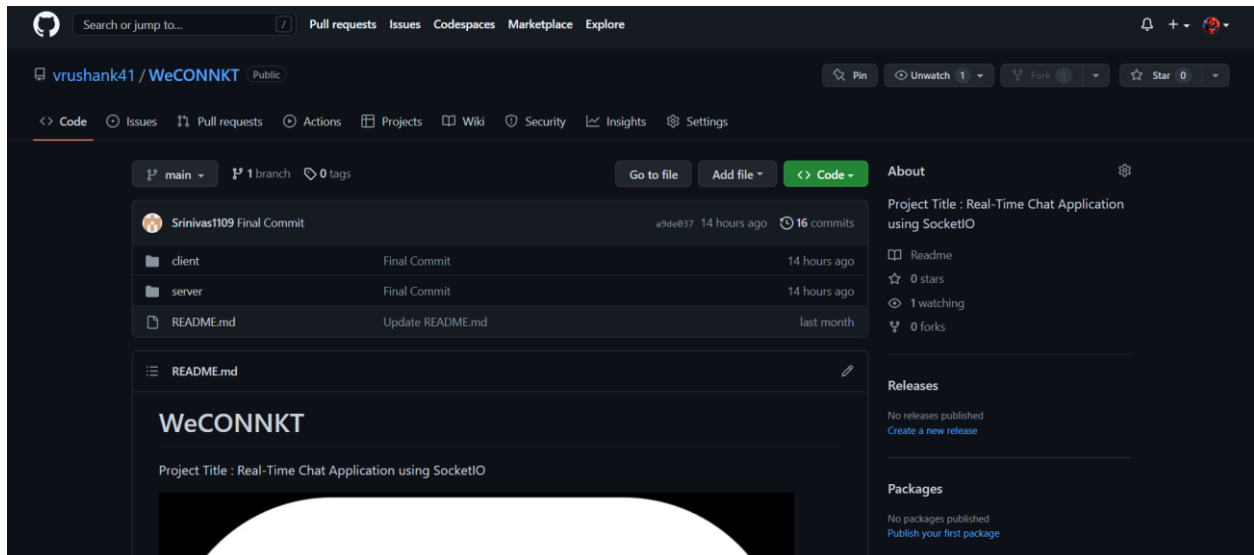 Search or jump to... / Pull requests Issues Codespaces Marketplace Explore
vrushank41 / WeCONNKT Public Pin Unwatch 1 Fork 0 Star 0
Code Issues Pull requests Actions Projects Wiki Security Insights Settings
main 1 branch 0 tags Go to file Add file Code
Srinivas1109 Final Commit a9de037 14 hours ago 16 commits
client Final Commit 14 hours ago
server Final Commit 14 hours ago
README.md Update README.md last month
README.md
WeCONNKT
Project Title : Real-Time Chat Application using SocketIO
About
Project Title : Real-Time Chat Application
using SocketIO
Readme
0 stars
1 watching
0 forks
Releases
No releases published
Create a new release
Packages
No packages published
Publish your first package